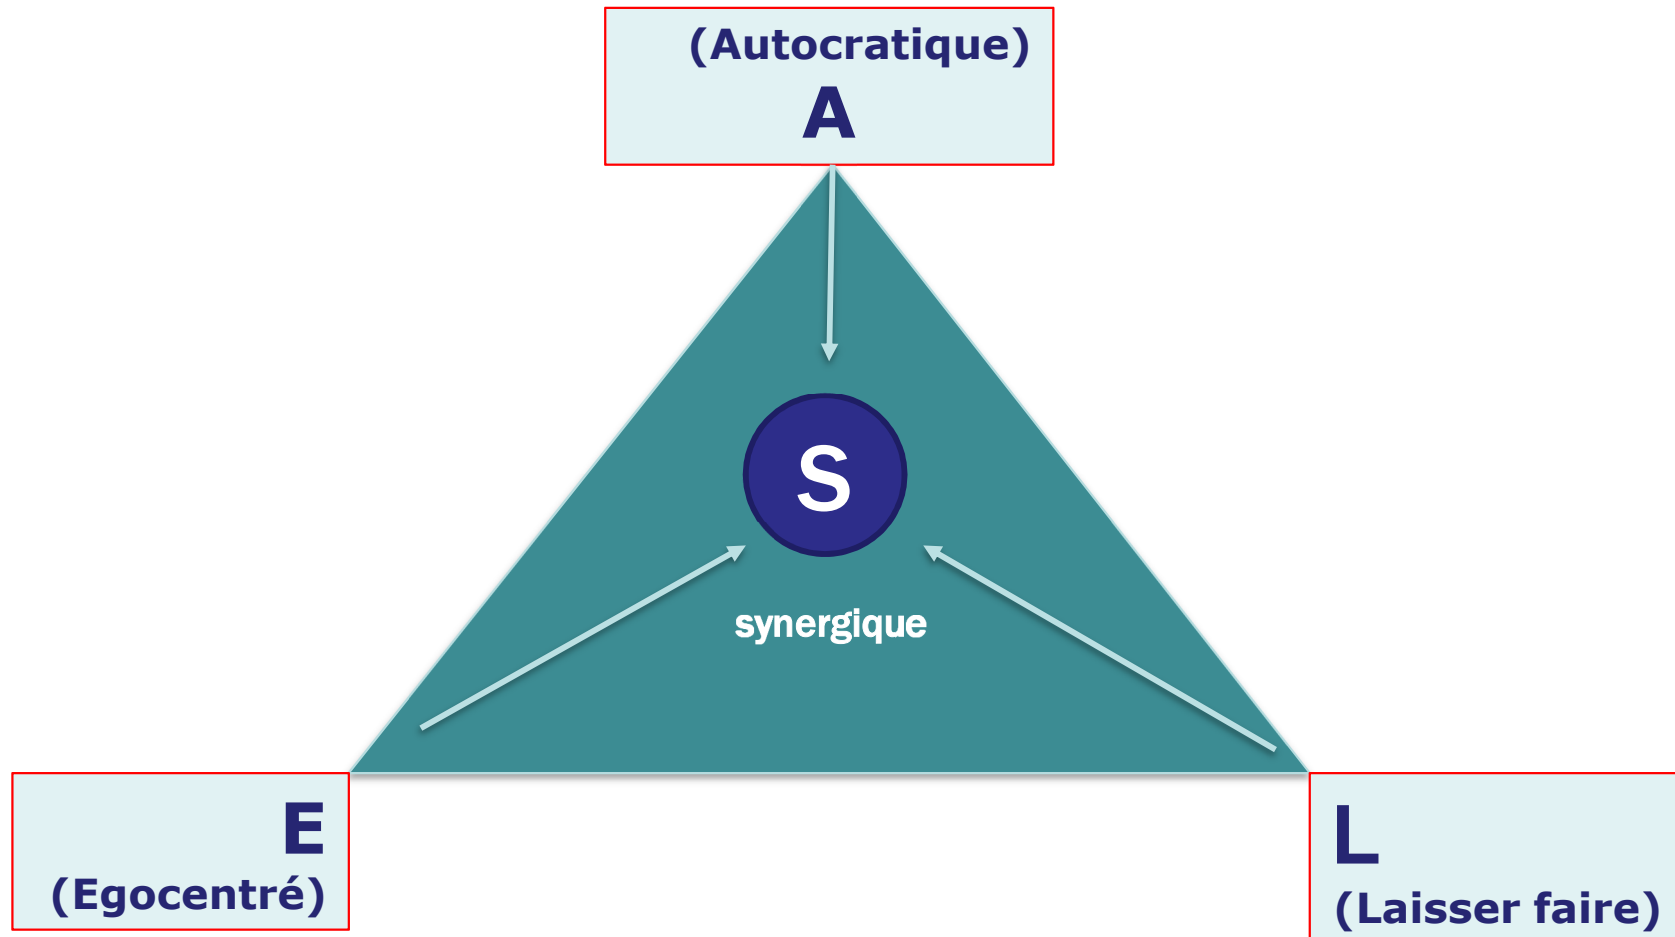 (Autocratique)
A
S
synergique
E
(Egocentré)
L
(Laisser faire)